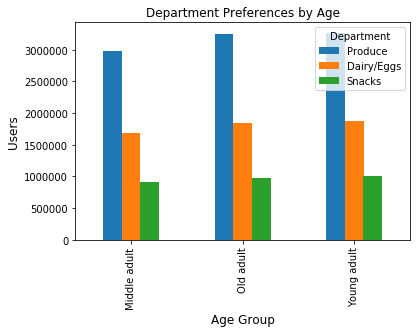 Department Preferences by Age
Department
Produce
Dairy/Eggs
Snacks
Users
3000000
2500000
2000000
1500000
1000000
500000
0
Middle adult
Old adult
Young adult
Age Group